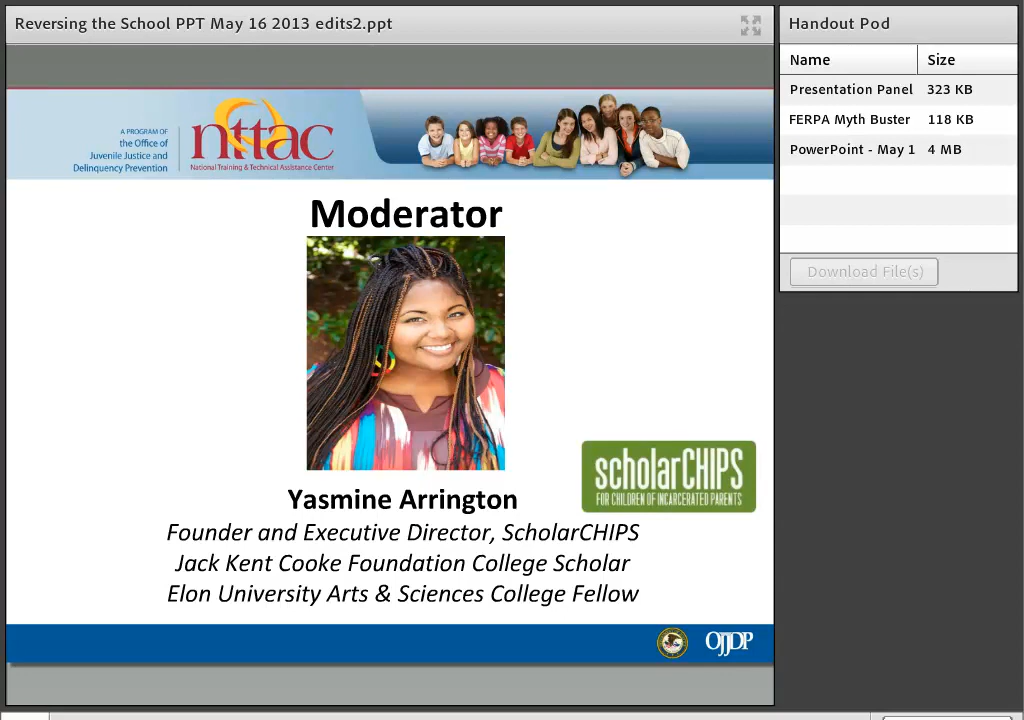 Reversing the School PPT May 16 2013 edits2.ppt
A PROGRAM OF
the Office of
Juvenile Justice and
Delinquency Prevention
nttac
National Training & Technical Assistance Center
Moderator
scholarCHIPS
FOR CHILDREN OF INCARCERATED PARENTS
Yasmine Arrington
Founder and Executive Director, ScholarCHIPS
Jack Kent Cooke Foundation College Scholar
Elon University Arts & Sciences College Fellow
OJJDP
Handout Pod
Name Size
Presentation Panel 323 KB
FERPA Myth Buster 118 KB
PowerPoint - May 1 4 MB
Download File(s)